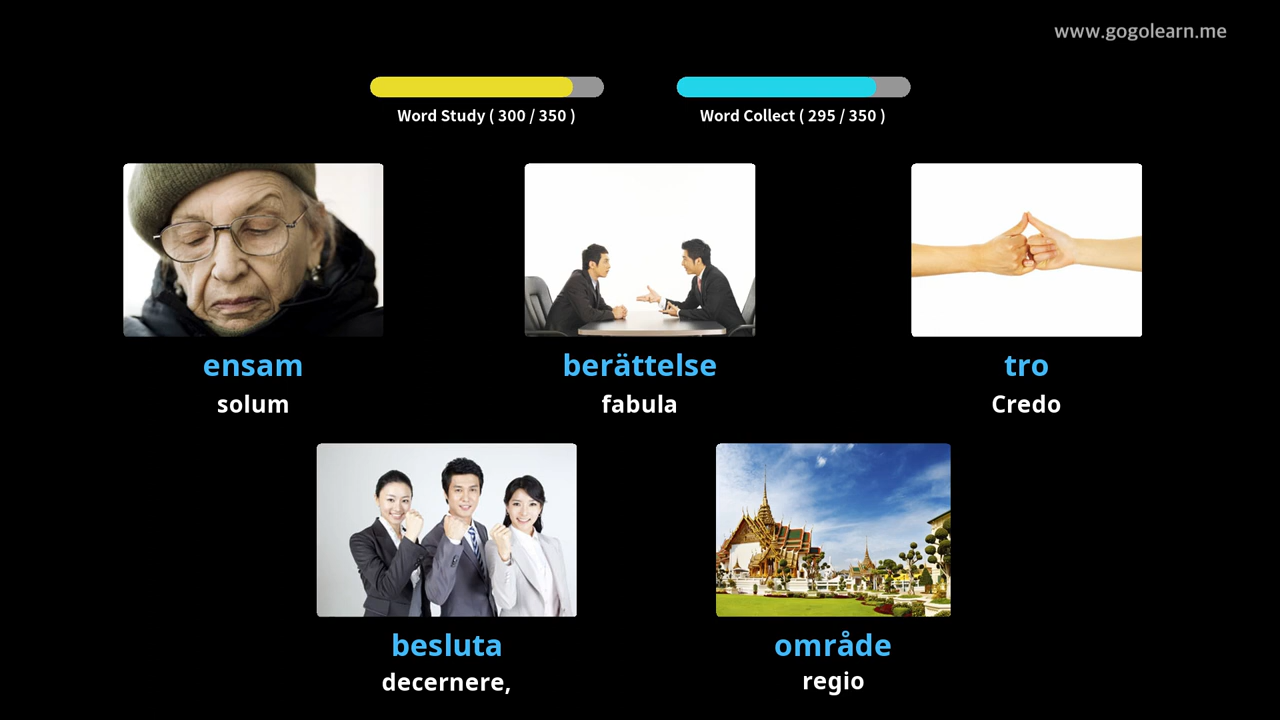 www.gogolearn.me
Word Study ( 300 / 350 )
Word Collect ( 295 / 350 )
ensam
solum
berättelse
fabula
tro
Credo
besluta
decernere,
område
regio